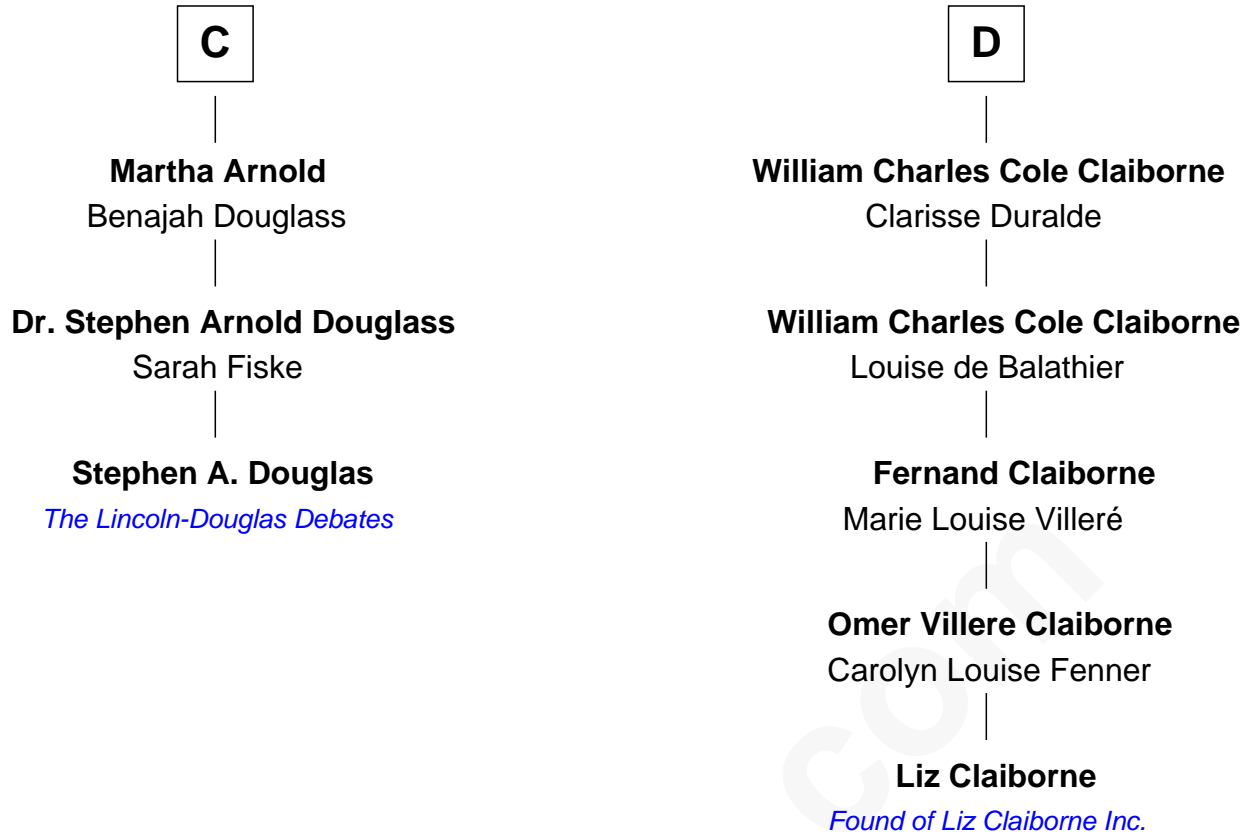 C
Martha Arnold
Benajah Douglass
Dr. Stephen Arnold Douglass
Sarah Fiske
Stephen A. Douglas
The Lincoln-Douglas Debates
D
William Charles Cole Claiborne
Clarisse Duralde
William Charles Cole Claiborne
Louise de Balathier
Fernand Claiborne
Marie Louise Villeré
Omer Villere Claiborne
Carolyn Louise Fenner
Liz Claiborne
Found of Liz Claiborne Inc.
com